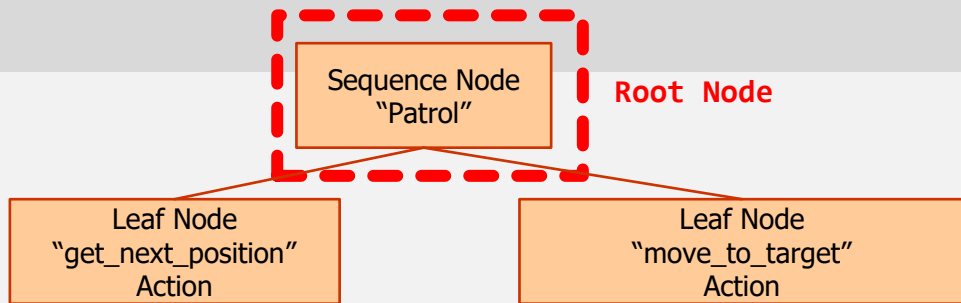 Sequence Node
“Patrol”
Root Node
Leaf Node
“get_next_position”
Action
Leaf Node
“move_to_target”
Action